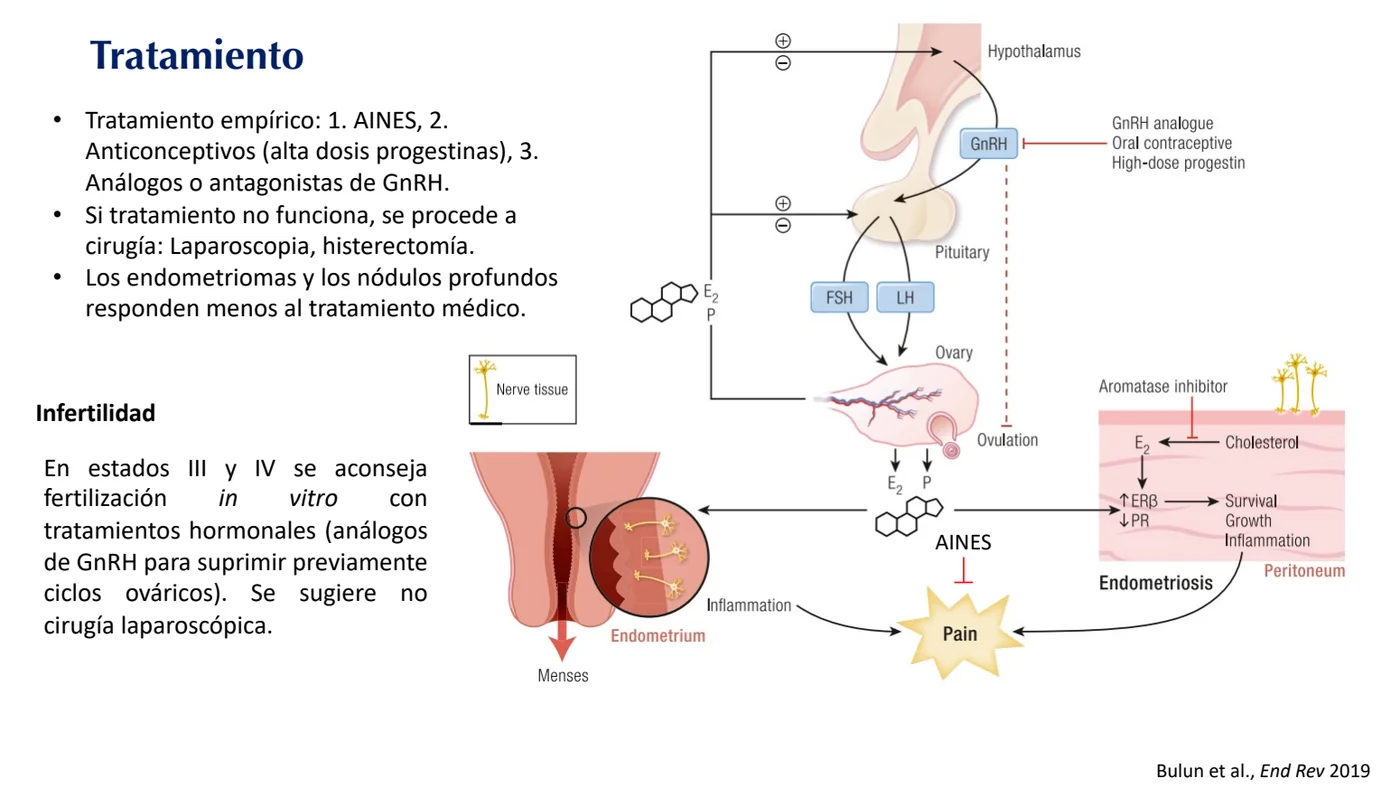 Tratamiento
• Tratamiento empírico: 1. AINES, 2.
Anticonceptivos (alta dosis progestinas), 3.
Análogos o antagonistas de GnRH.
• Si tratamiento no funciona, se procede a
cirugía: Laparoscopia, histerectomía.
• Los endometriomas y los nódulos profundos
responden menos al tratamiento médico.
Nerve tissue
Infertilidad
En estados III y IV se aconseja
fertilización in vitro con
tratamientos hormonales (análogos
de GnRH para suprimir previamente
ciclos ováricos). Se sugiere no
cirugía laparoscópica.
+
−
Hypothalamus
GnRH
GnRH analogue
Oral contraceptive
High-dose progestin
+
−
Pituitary
FSH
LH
E2
P
Ovary
Ovulation
E2
P
Aromatase inhibitor
E2
Cholesterol
↑ERβ
↓PR
Survival
Growth
Inflammation
Peritoneum
Endometriosis
AINES
Inflammation
Pain
Endometrium
Menses
Bulun et al., End Rev 2019